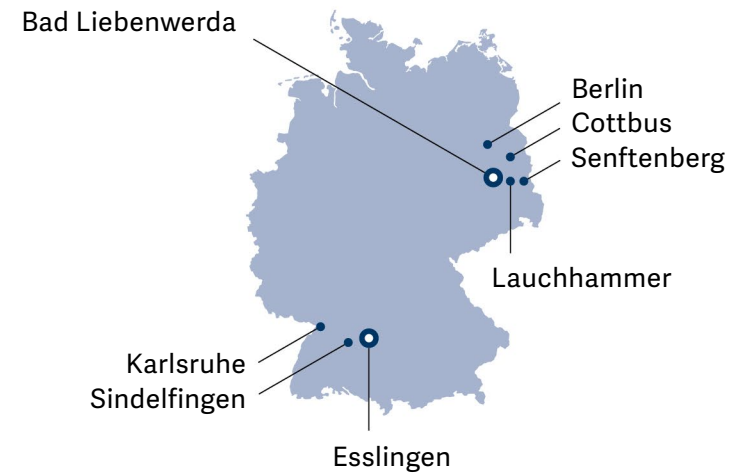 Bad Liebenwerda
Berlin
Cottbus
Senftenberg
Lauchhammer
Karlsruhe
Sindelfingen
Esslingen